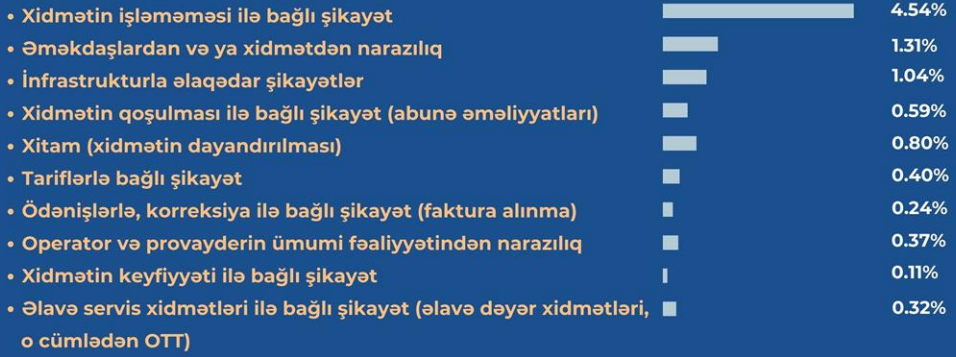 • Xidmətin işləməməsi ilə bağlı şikayət 4.54%
• Əməkdaşlardan və ya xidmətdən narazılıq 1.31%
• İnfrastrukturla əlaqədar şikayətlər 1.04%
• Xidmətin qoşulması ilə bağlı şikayət (abunə əməliyyatları) 0.59%
• Xitam (xidmətin dayandırılması) 0.80%
• Tariflərlə bağlı şikayət 0.40%
• Ödənişlərlə, korreksiya ilə bağlı şikayət (faktura alınma) 0.24%
• Operator və provayderin ümumi fəaliyyətindən narazılıq 0.37%
• Xidmətin keyfiyyəti ilə bağlı şikayət 0.11%
• Əlavə servis xidmətləri ilə bağlı şikayət (əlavə dəyər xidmətləri, 0.32%
o cümlədən OTT)